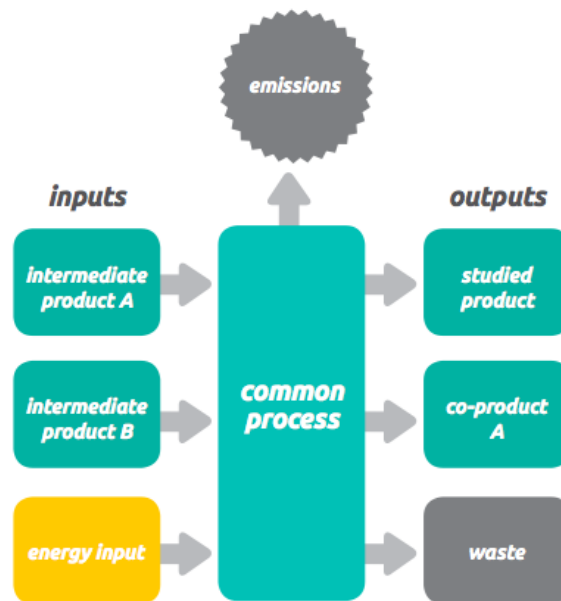 emissions
inputs
outputs
intermediate
product A
studied
product
intermediate
product B
common
process
co-product
A
energy input
waste